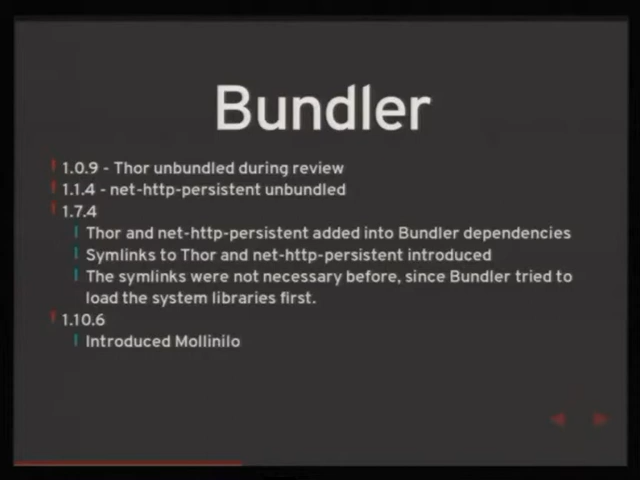 Bundler
1.0.9 - Thor unbundled during review
1.1.4 - net-http-persistent unbundled
1.7.4
Thor and net-http-persistent added into Bundler dependencies
Symlinks to Thor and net-http-persistent introduced
The symlinks were not necessary before, since Bundler tried to
load the system libraries first.
1.10.6
Introduced Mollinilo